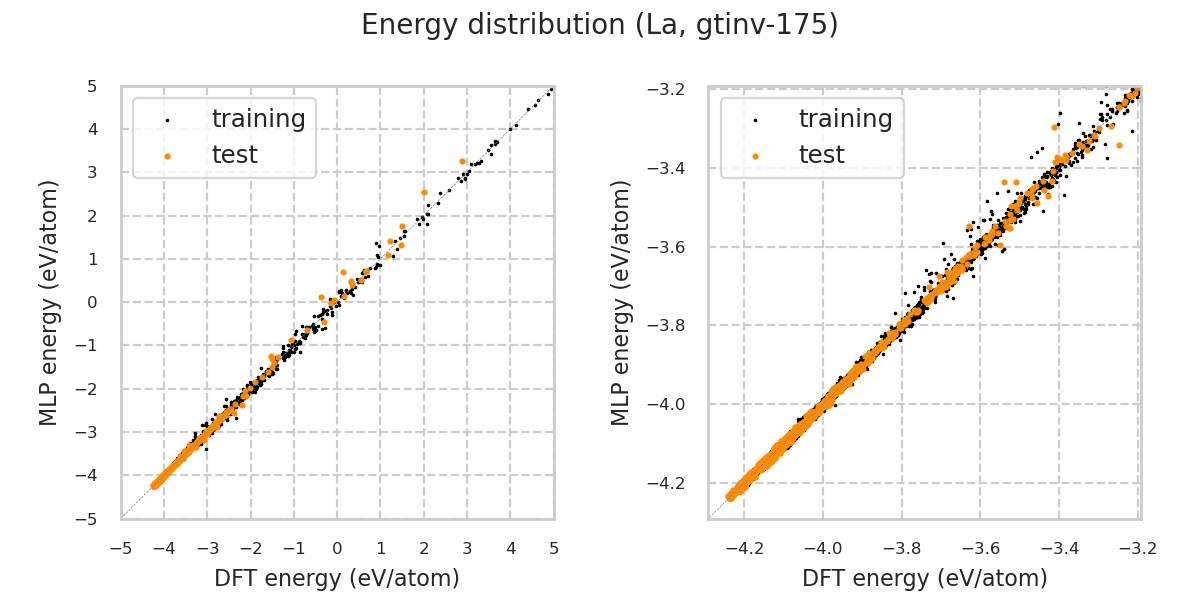 Energy distribution (La, gtinv-175)
training
test
MLP energy (eV/atom)
5
4
3
2
1
0
−1
−2
−3
−4
−5
−5 −4 −3 −2 −1 0 1 2 3 4 5
DFT energy (eV/atom)
training
test
MLP energy (eV/atom)
−3.2
−3.4
−3.6
−3.8
−4.0
−4.2
−4.2 −4.0 −3.8 −3.6 −3.4 −3.2
DFT energy (eV/atom)